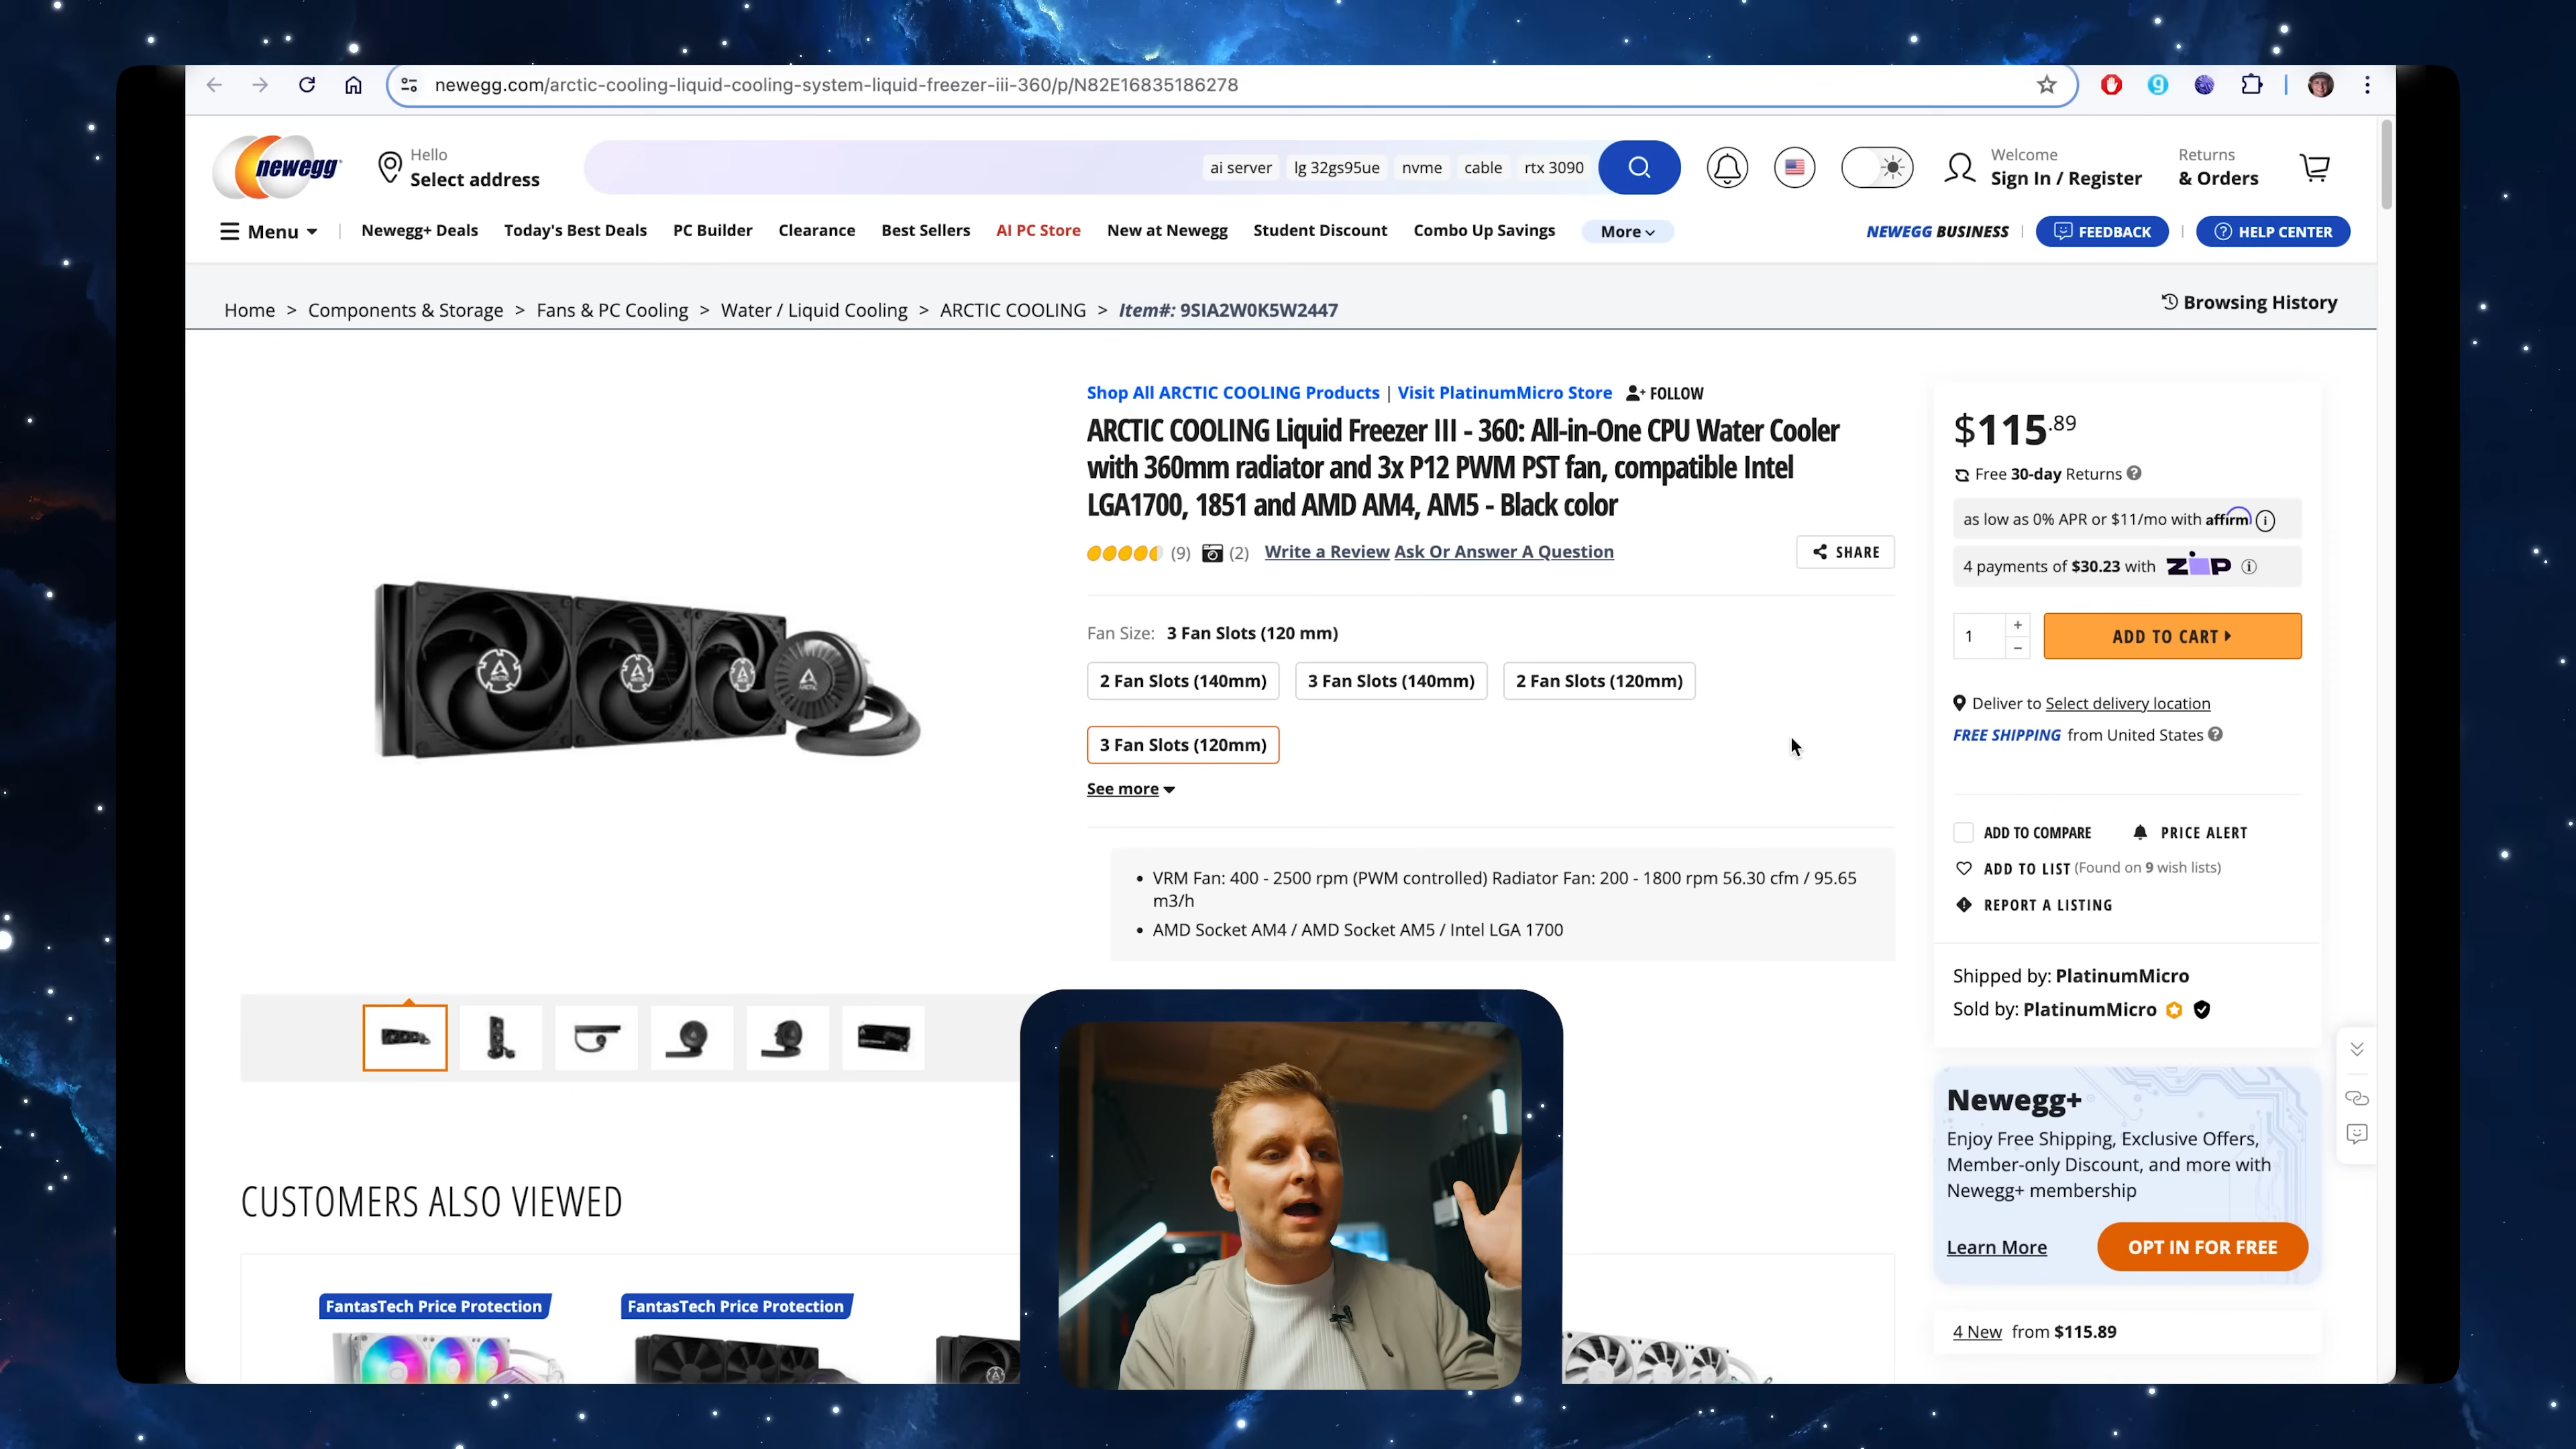 newegg.com/arctic-cooling-liquid-cooling-system-liquid-freezer-iii-360/p/N82E16835186278
newegg
Hello
Select address
ai server
lg 32gs95ue
nvme
cable
rtx 3090
Welcome
Sign In / Register
Returns
& Orders
Menu
Newegg+ Deals
Today's Best Deals
PC Builder
Clearance
Best Sellers
AI PC Store
New at Newegg
Student Discount
Combo Up Savings
More
NEWEGG BUSINESS
FEEDBACK
HELP CENTER
Home > Components & Storage > Fans & PC Cooling > Water / Liquid Cooling > ARCTIC COOLING > Item#: 9SIA2W0K5W2447
Browsing History
Shop All ARCTIC COOLING Products | Visit PlatinumMicro Store
FOLLOW
ARCTIC COOLING Liquid Freezer III - 360: All-in-One CPU Water Cooler
with 360mm radiator and 3x P12 PWM PST fan, compatible Intel
LGA1700, 1851 and AMD AM4, AM5 - Black color
(9)
(2)
Write a Review
Ask Or Answer A Question
SHARE
Fan Size: 3 Fan Slots (120 mm)
2 Fan Slots (140mm)
3 Fan Slots (140mm)
2 Fan Slots (120mm)
3 Fan Slots (120mm)
See more
• VRM Fan: 400 - 2500 rpm (PWM controlled) Radiator Fan: 200 - 1800 rpm 56.30 cfm / 95.65
m3/h
• AMD Socket AM4 / AMD Socket AM5 / Intel LGA 1700
$115.89
Free 30-day Returns
as low as 0% APR or $11/mo with affirm
4 payments of $30.23 with ZIP
1
+
−
ADD TO CART
Deliver to Select delivery location
FREE SHIPPING from United States
ADD TO COMPARE
PRICE ALERT
ADD TO LIST (Found on 9 wish lists)
REPORT A LISTING
Shipped by: PlatinumMicro
Sold by: PlatinumMicro
Newegg+
Enjoy Free Shipping, Exclusive Offers,
Member-only Discount, and more with
Newegg+ membership
Learn More
OPT IN FOR FREE
4 New from $115.89
CUSTOMERS ALSO VIEWED
FantasTech Price Protection
FantasTech Price Protection